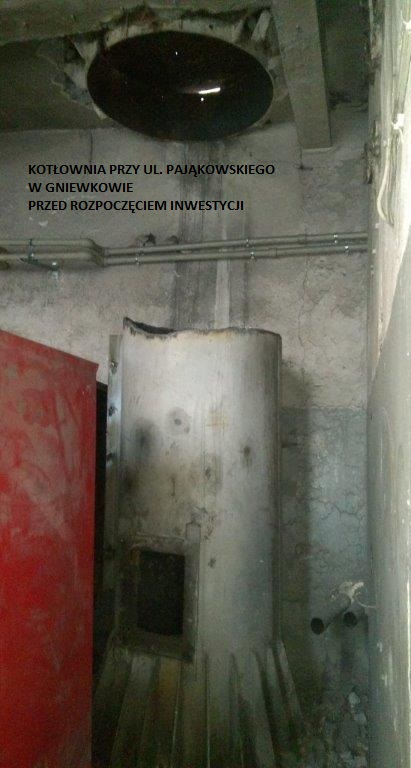 KOTŁOWNIA PRZY UL. PAJĄKOWSKIEGO
W GNIEWKOWIE
PRZED ROZPOCZĘCIEM INWESTYCJI